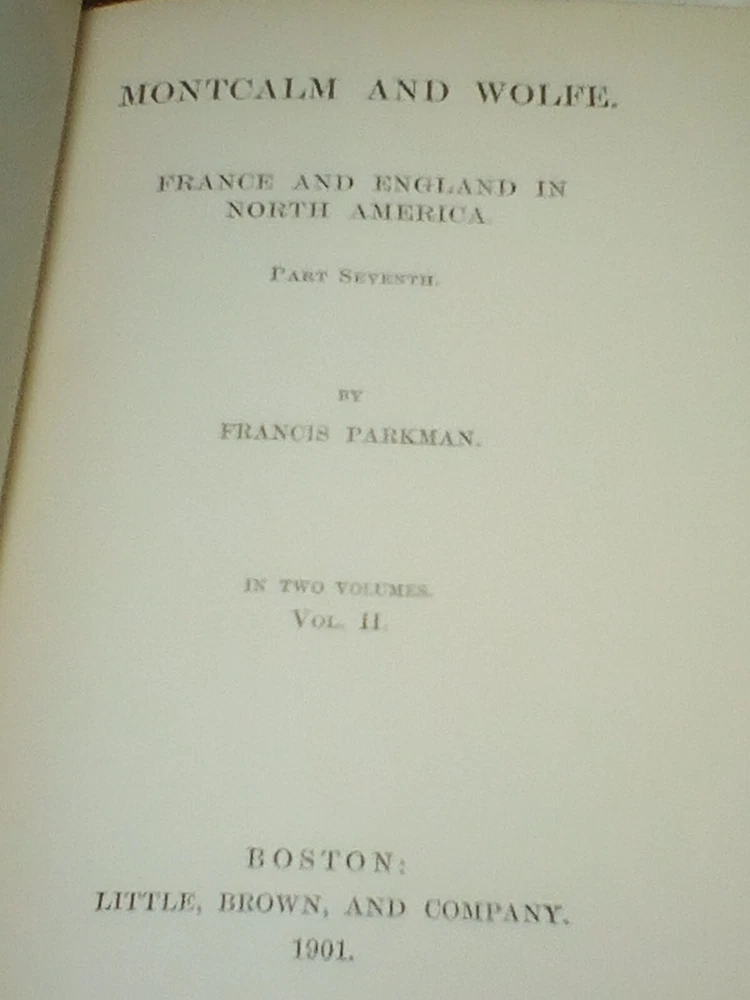 MONTCALM AND WOLFE.
FRANCE AND ENGLAND IN
NORTH AMERICA
PART SEVENTH.
BY
FRANCIS PARKMAN.
IN TWO VOLUMES.
VOL. II.
BOSTON:
LITTLE, BROWN, AND COMPANY.
1901.